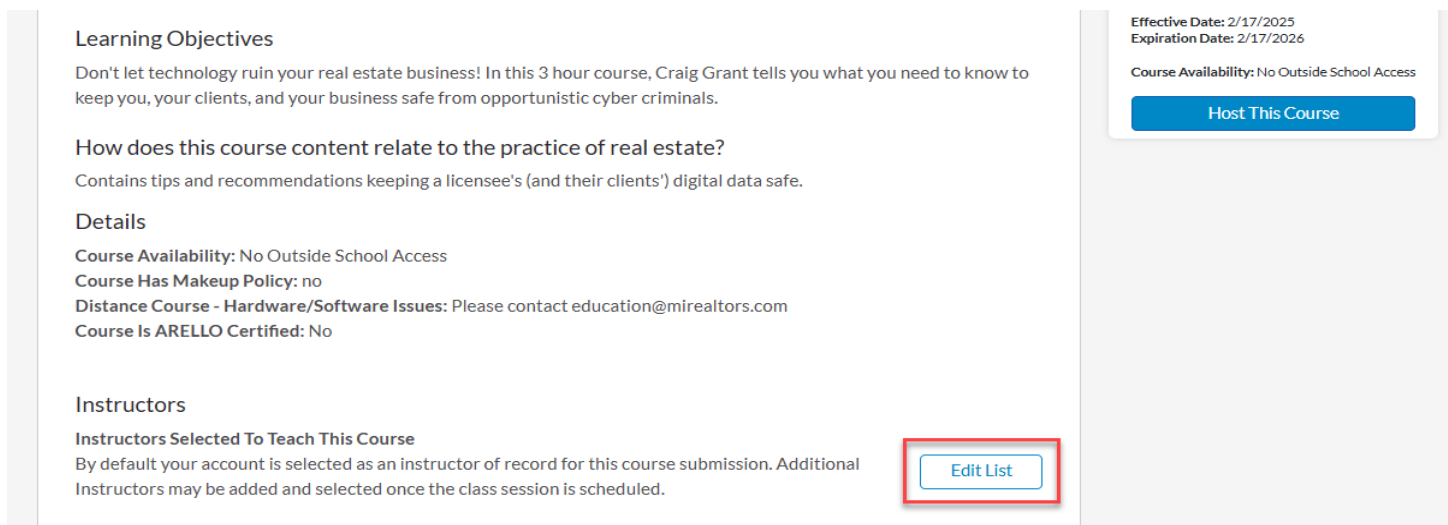 Learning Objectives
Don't let technology ruin your real estate business! In this 3 hour course, Craig Grant tells you what you need to know to
keep you, your clients, and your business safe from opportunistic cyber criminals.
How does this course content relate to the practice of real estate?
Contains tips and recommendations keeping a licensee's (and their clients') digital data safe.
Details
Course Availability: No Outside School Access
Course Has Makeup Policy: no
Distance Course - Hardware/Software Issues: Please contact education@mirealtors.com
Course Is ARELLO Certified: No
Instructors
Instructors Selected To Teach This Course
By default your account is selected as an instructor of record for this course submission. Additional
Instructors may be added and selected once the class session is scheduled.
Edit List
Effective Date: 2/17/2025
Expiration Date: 2/17/2026
Course Availability: No Outside School Access
Host This Course